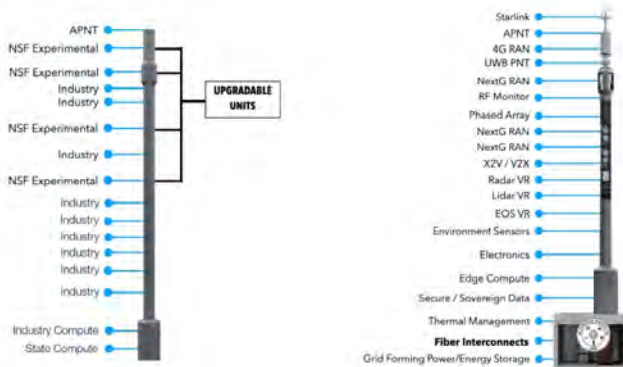 APNT
NSF Experimental
NSF Experimental
Industry
Industry
NSF Experimental
Industry
NSF Experimental
Industry
Industry
Industry
Industry
Industry
Industry
Industry Compute
State Compute
UPGRADABLE
UNITS
Starlink
APNT
4G RAN
UWB PNT
NextG RAN
RF Monitor
Phased Array
NextG RAN
NextG RAN
X2V / V2X
Radar VR
Lidar VR
EOS VR
Environment Sensors
Electronics
Edge Compute
Secure / Sovereign Data
Thermal Management
Fiber Interconnects
Grid Forming Power/Energy Storage